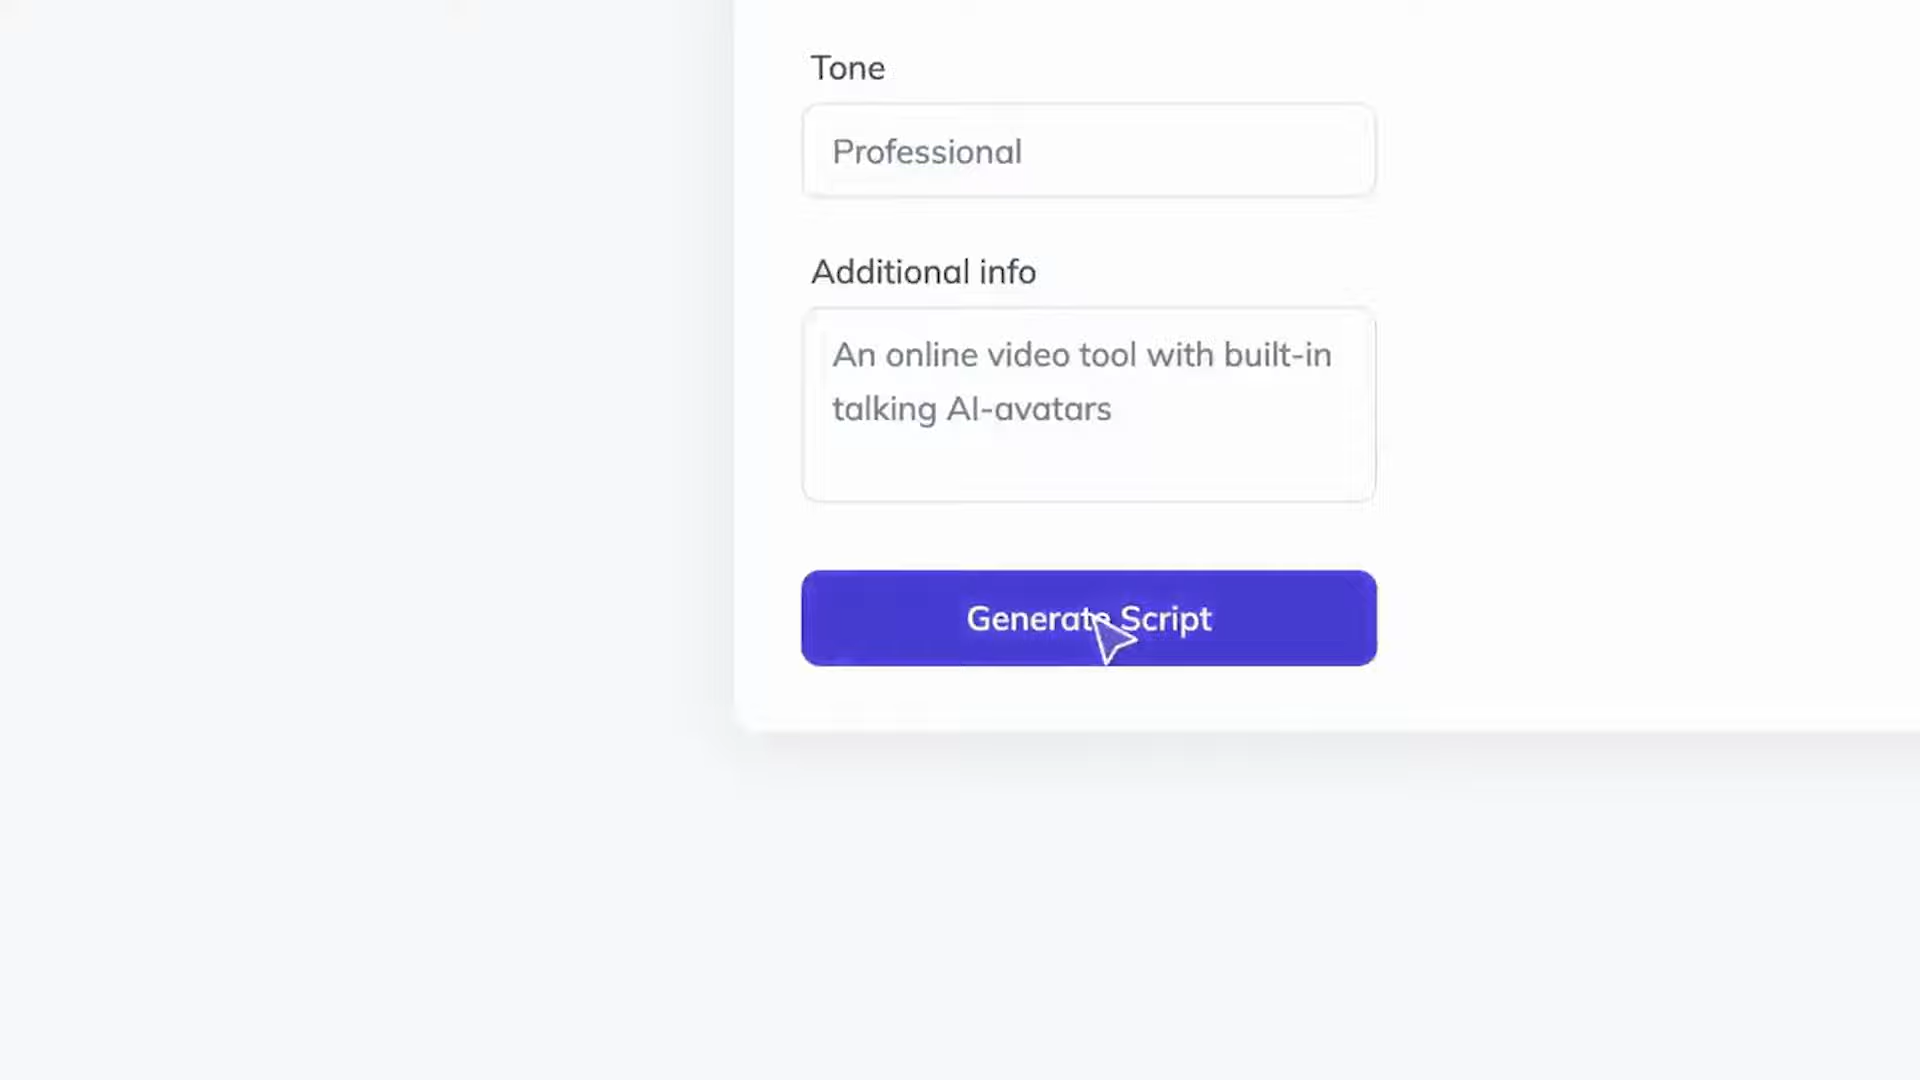 Tone
Professional
Additional info
An online video tool with built-in
talking AI-avatars
Generate Script